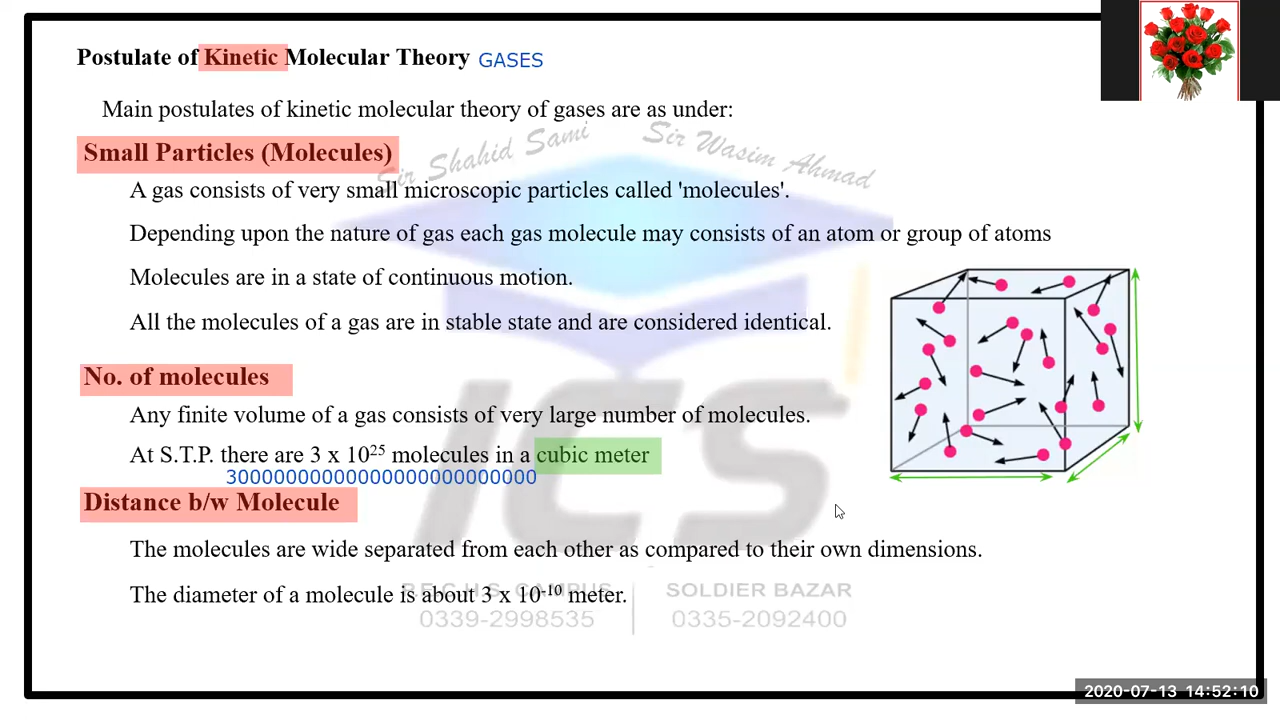 Postulate of Kinetic Molecular Theory GASES
Main postulates of kinetic molecular theory of gases are as under:
Sir Shahid Sami Sir Wasim Ahmad
Small Particles (Molecules)
A gas consists of very small microscopic particles called 'molecules'.
Depending upon the nature of gas each gas molecule may consists of an atom or group of atoms
Molecules are in a state of continuous motion.
All the molecules of a gas are in stable state and are considered identical.
No. of molecules
Any finite volume of a gas consists of very large number of molecules.
At S.T.P. there are 3 x 10²⁵ molecules in a cubic meter
30000000000000000000000000
Distance b/w Molecule
ICS
The molecules are wide separated from each other as compared to their own dimensions.
The diameter of a molecule is about 3 x 10⁻¹⁰ meter.
CAMPUS SOLDIER BAZAR
0339-2998535 0335-2092400
2020-07-13 14:52:10